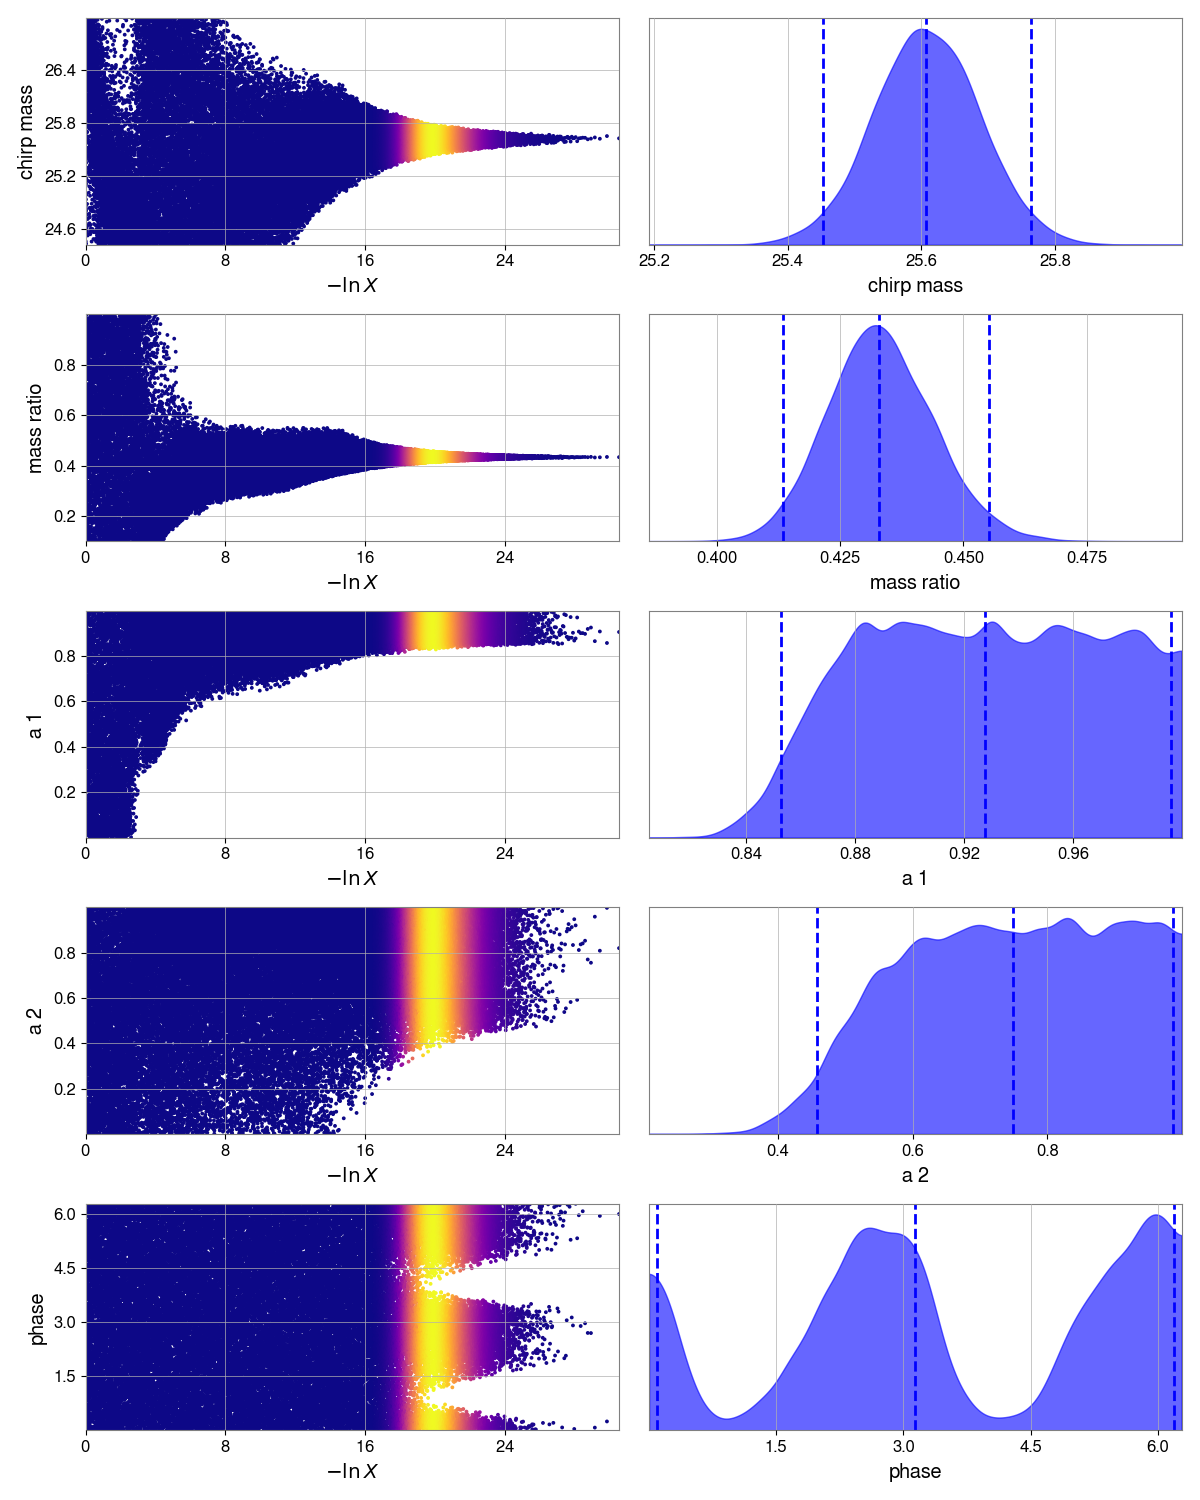 chirp mass
26.4
25.8
25.2
24.6
0 8 16 24
−ln X
25.2 25.4 25.6 25.8
chirp mass
mass ratio
0.8
0.6
0.4
0.2
0 8 16 24
−ln X
0.400 0.425 0.450 0.475
mass ratio
a 1
0.8
0.6
0.4
0.2
0 8 16 24
−ln X
0.84 0.88 0.92 0.96
a 1
a 2
0.8
0.6
0.4
0.2
0 8 16 24
−ln X
0.4 0.6 0.8
a 2
phase
6.0
4.5
3.0
1.5
0 8 16 24
−ln X
1.5 3.0 4.5 6.0
phase